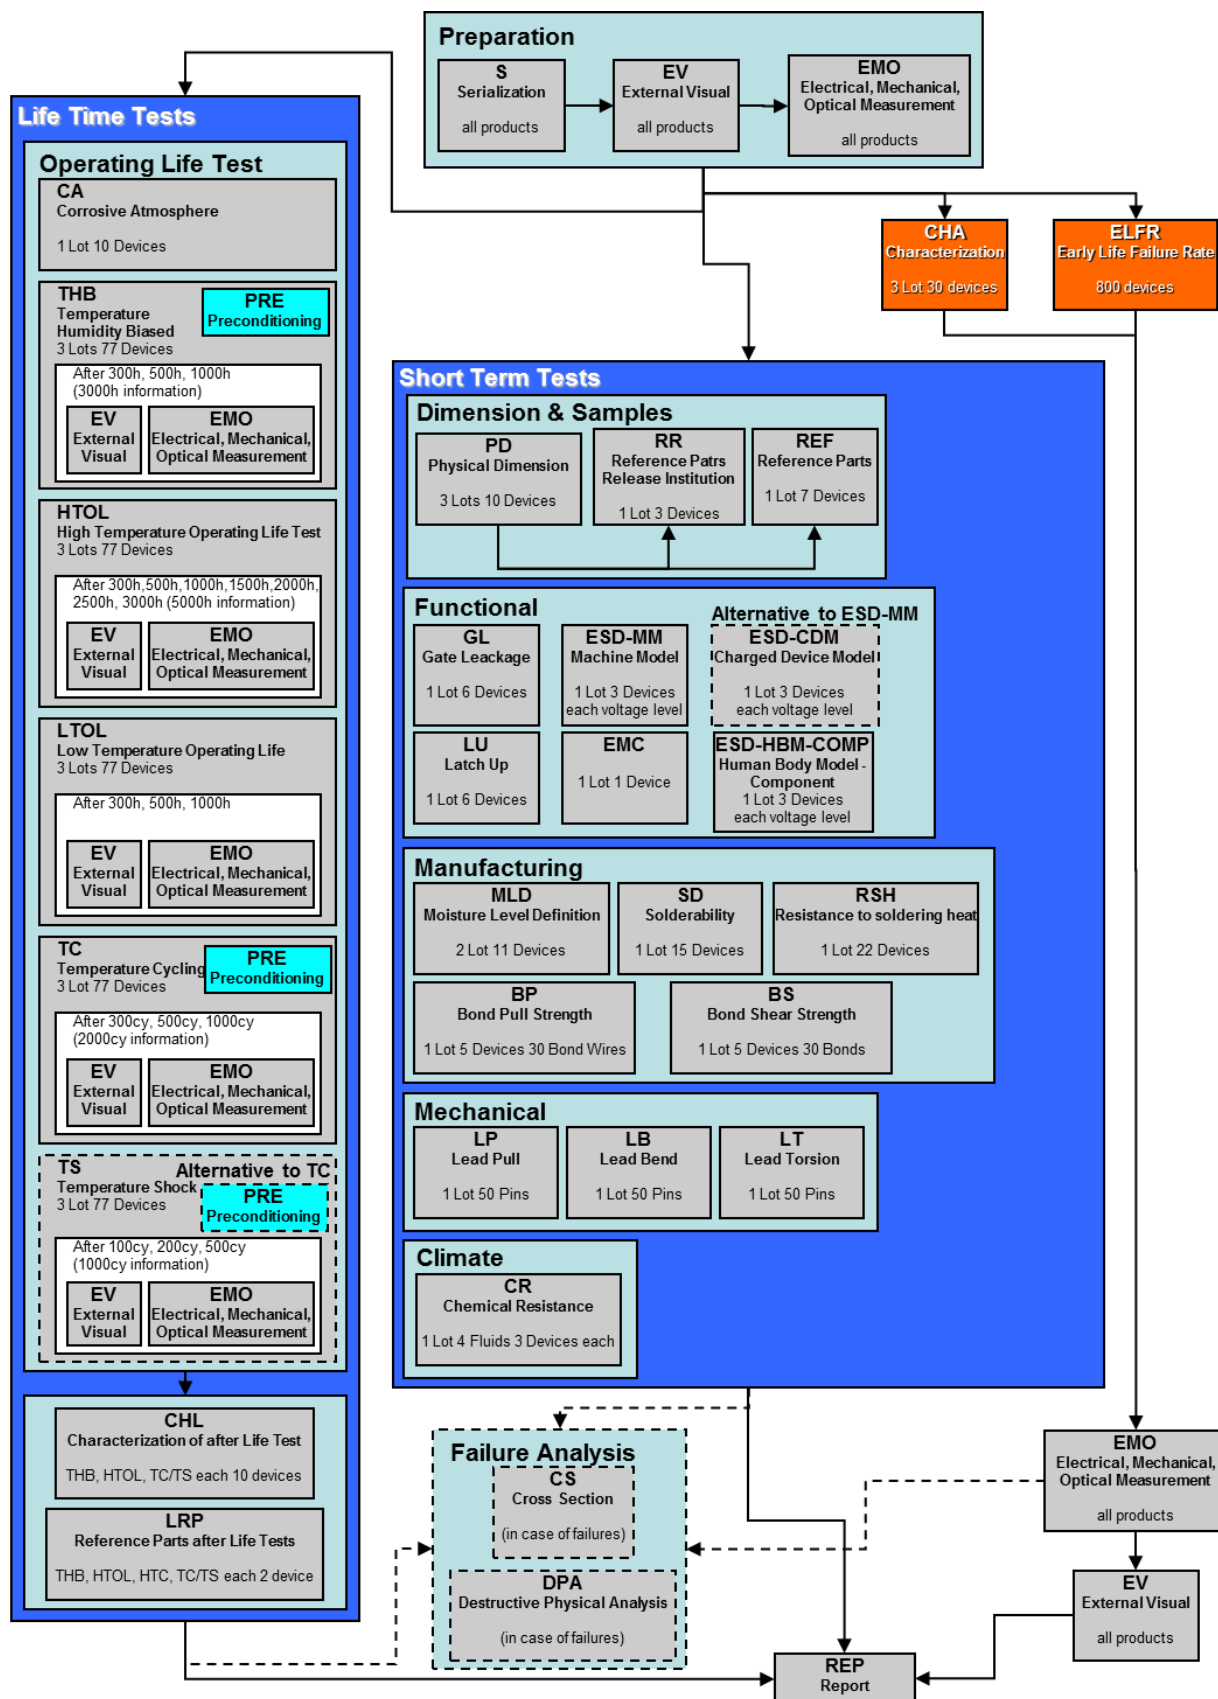 Preparation
S
Serialization
all products
EV
External Visual
all products
EMO
Electrical, Mechanical,
Optical Measurement
all products
Life Time Tests
Operating Life Test
CA
Corrosive Atmosphere
1 Lot 10 Devices
THB
Temperature
Humidity Biased
3 Lots 77 Devices
PRE
Preconditioning
After 300h, 500h, 1000h
(3000h information)
EV
External
Visual
EMO
Electrical, Mechanical,
Optical Measurement
HTOL
High Temperature Operating Life Test
3 Lots 77 Devices
After 300h,500h,1000h,1500h,2000h,
2500h, 3000h (5000h information)
EV
External
Visual
EMO
Electrical, Mechanical,
Optical Measurement
LTOL
Low Temperature Operating Life
3 Lots 77 Devices
After 300h, 500h, 1000h
EV
External
Visual
EMO
Electrical, Mechanical,
Optical Measurement
TC
Temperature Cycling
3 Lot 77 Devices
PRE
Preconditioning
After 300cy, 500cy, 1000cy
(2000cy information)
EV
External
Visual
EMO
Electrical, Mechanical,
Optical Measurement
TS
Alternative to TC
Temperature Shock
3 Lot 77 Devices
PRE
Preconditioning
After 100cy, 200cy, 500cy
(1000cy information)
EV
External
Visual
EMO
Electrical, Mechanical,
Optical Measurement
CHL
Characterization of after Life Test
THB, HTOL, TC/TS each 10 devices
LRP
Reference Parts after Life Tests
THB, HTOL, HTC, TC/TS each 2 device
CHA
Characterization
3 Lot 30 devices
ELFR
Early Life Failure Rate
800 devices
Short Term Tests
Dimension & Samples
PD
Physical Dimension
3 Lots 10 Devices
RR
Reference Patrs
Release Institution
1 Lot 3 Devices
REF
Reference Parts
1 Lot 7 Devices
Functional
Alternative to ESD-MM
GL
Gate Leackage
1 Lot 6 Devices
ESD-MM
Machine Model
1 Lot 3 Devices
each voltage level
ESD-CDM
Charged Device Model
1 Lot 3 Devices
each voltage level
LU
Latch Up
1 Lot 6 Devices
EMC
1 Lot 1 Device
ESD-HBM-COMP
Human Body Model -
Component
1 Lot 3 Devices
each voltage level
Manufacturing
MLD
Moisture Level Definition
2 Lot 11 Devices
SD
Solderability
1 Lot 15 Devices
RSH
Resistance to soldering heat
1 Lot 22 Devices
BP
Bond Pull Strength
1 Lot 5 Devices 30 Bond Wires
BS
Bond Shear Strength
1 Lot 5 Devices 30 Bonds
Mechanical
LP
Lead Pull
1 Lot 50 Pins
LB
Lead Bend
1 Lot 50 Pins
LT
Lead Torsion
1 Lot 50 Pins
Climate
CR
Chemical Resistance
1 Lot 4 Fluids 3 Devices each
Failure Analysis
CS
Cross Section
(in case of failures)
DPA
Destructive Physical Analysis
(in case of failures)
EMO
Electrical, Mechanical,
Optical Measurement
all products
EV
External Visual
all products
REP
Report